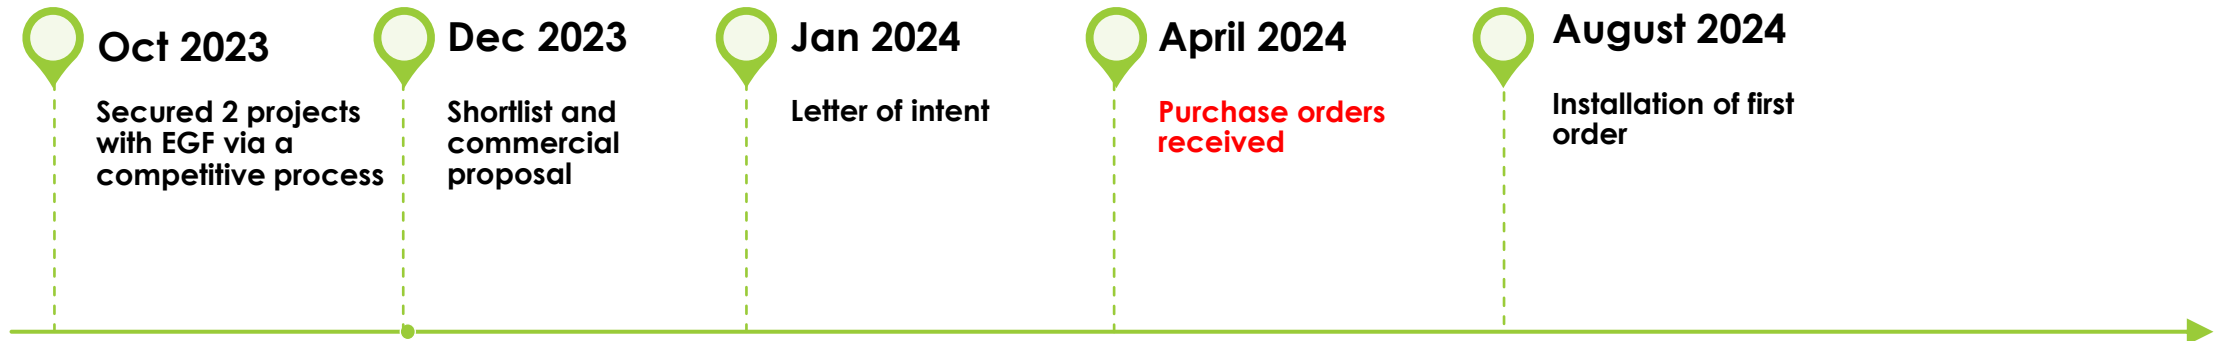 Oct 2023
Secured 2 projects
with EGF via a
competitive process
Dec 2023
Shortlist and
commercial
proposal
Jan 2024
Letter of intent
April 2024
Purchase orders
received
August 2024
Installation of first
order